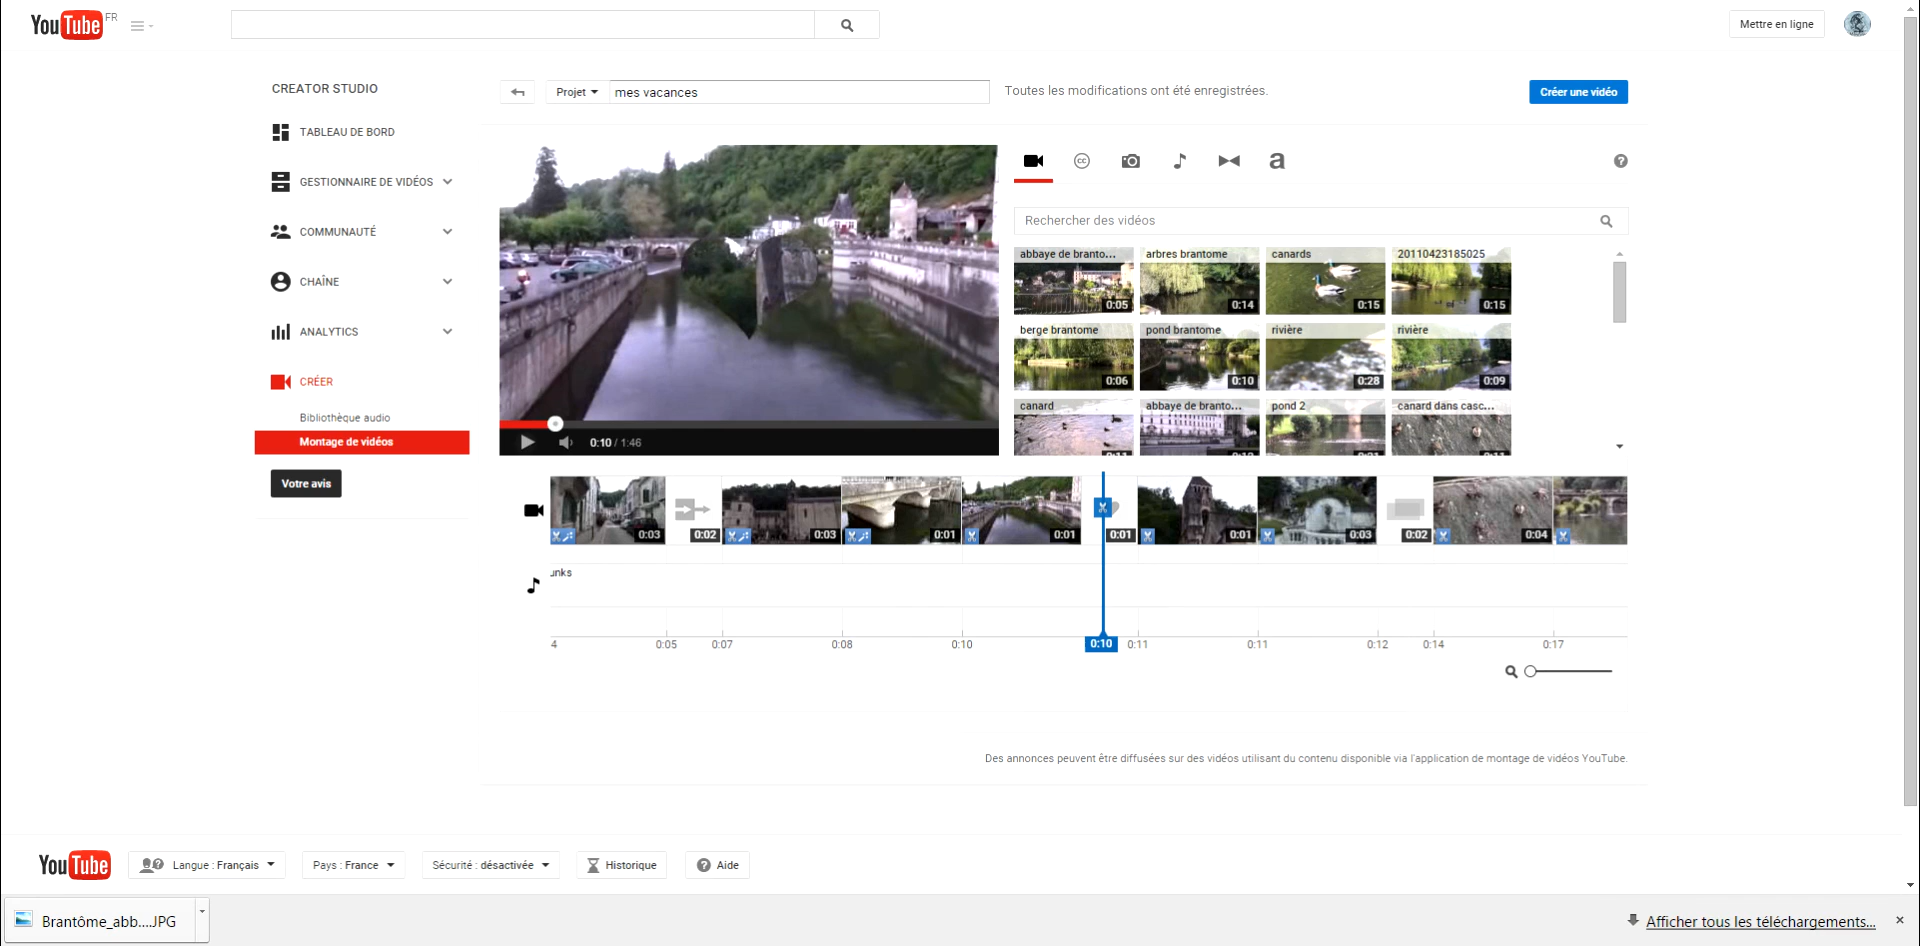 YouTube FR
Mettre en ligne
CREATOR STUDIO
TABLEAU DE BORD
GESTIONNAIRE DE VIDÉOS
COMMUNAUTÉ
CHAÎNE
ANALYTICS
CRÉER
Bibliothèque audio
Montage de vidéos
Votre avis
Projet mes vacances Toutes les modifications ont été enregistrées. Créer une vidéo
0:10 / 1:46
cc a ?
Rechercher des vidéos
abbaye de branto... arbres brantome canards 20110423185025
0:05 0:14 0:15 0:15
berge brantome pond brantome rivière rivière
0:06 0:10 0:28 0:09
canard abbaye de branto... pond 2 canard dans casc...
0:03 0:02 0:03 0:01 0:01 0:01 0:01 0:03 0:02 0:04
unks
4 0:05 0:07 0:08 0:10 0:10 0:11 0:11 0:12 0:14 0:17
Des annonces peuvent être diffusées sur des vidéos utilisant du contenu disponible via l'application de montage de vidéos YouTube.
YouTube Langue : Français Pays : France Sécurité : désactivée Historique ? Aide
Brantôme_abb....JPG Afficher tous les téléchargements...